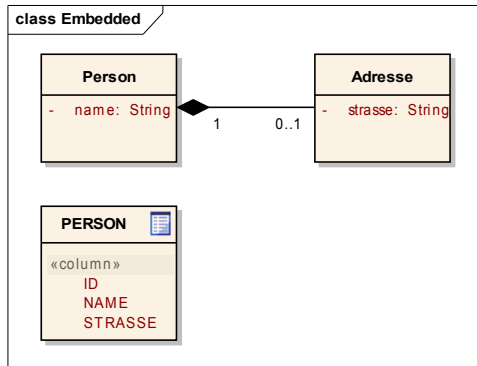 class Embedded
Person
- name: String
1
0..1
Adresse
- strasse: String
PERSON
«column»
ID
NAME
STRASSE